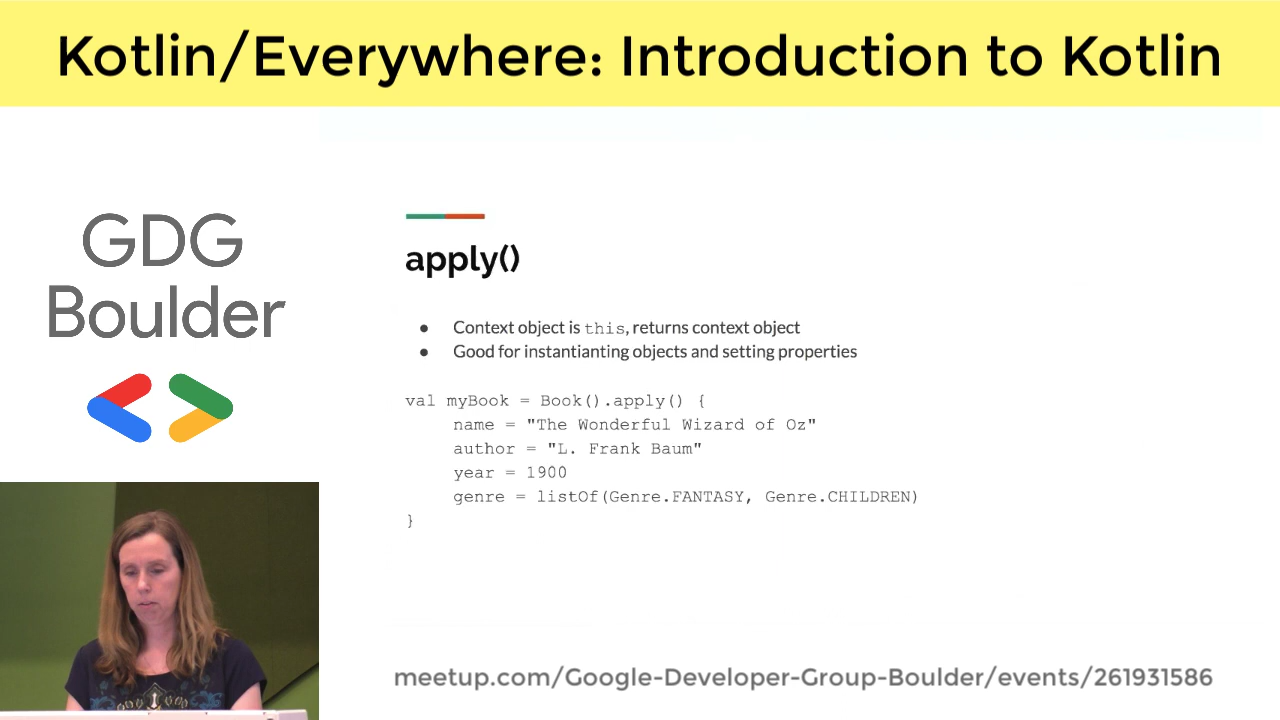 Kotlin/Everywhere: Introduction to Kotlin
GDG
Boulder
apply()
● Context object is this, returns context object
● Good for instantianting objects and setting properties
val myBook = Book().apply() {
name = "The Wonderful Wizard of Oz"
author = "L. Frank Baum"
year = 1900
genre = listOf(Genre.FANTASY, Genre.CHILDREN)
}
meetup.com/Google-Developer-Group-Boulder/events/261931586